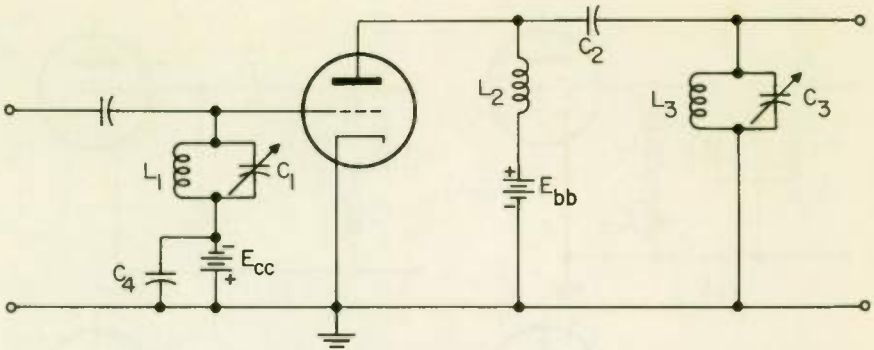 C2
L2
L3
C3
L1
C1
+
Ebb
-
C4
-
Ecc
+